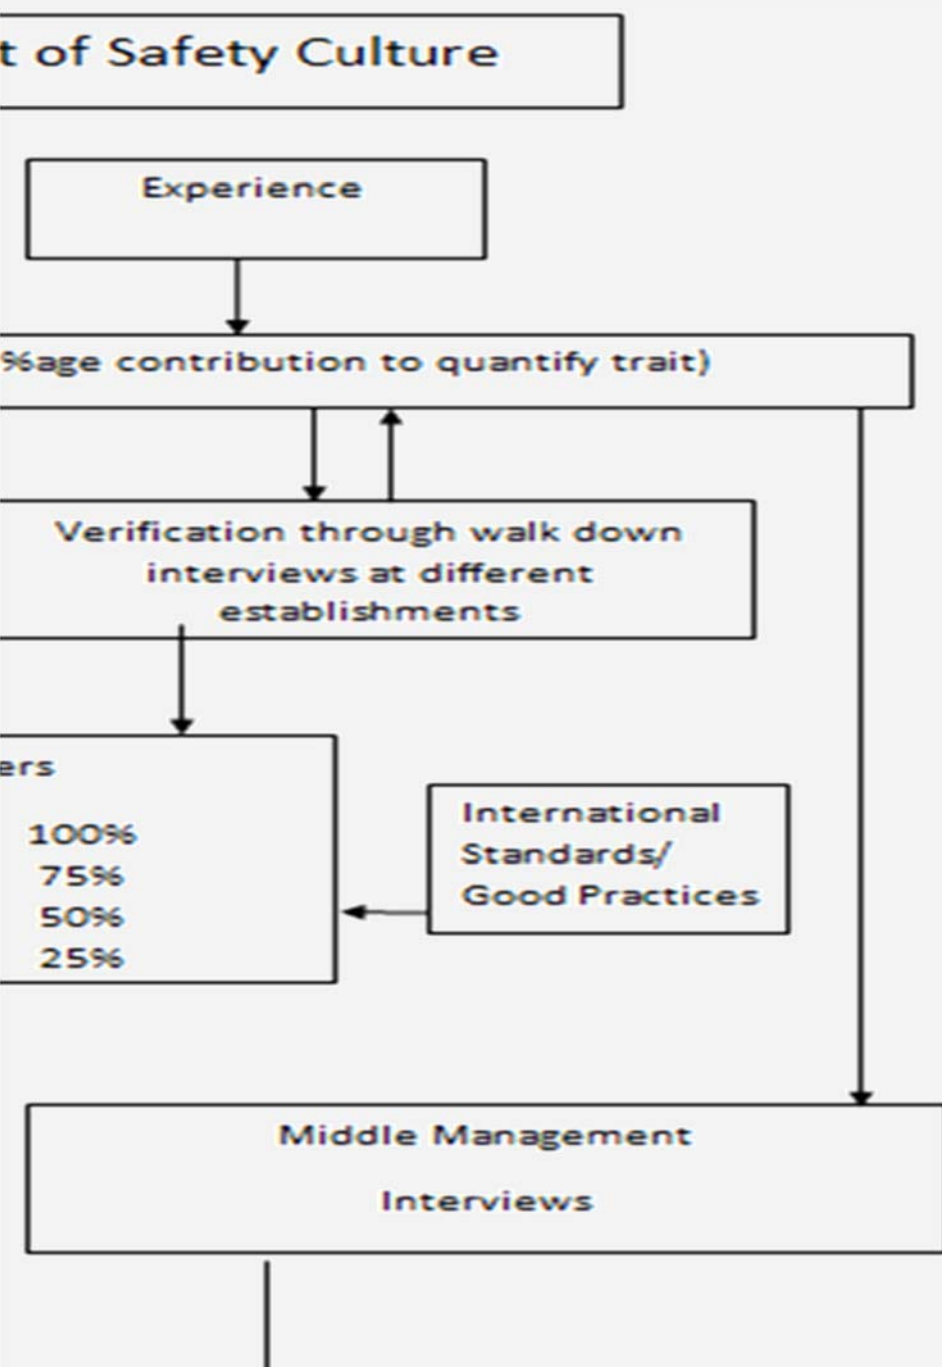 t of Safety Culture
Experience
%age contribution to quantify trait)
Verification through walk down
interviews at different
establishments
ers
100%
75%
50%
25%
International
Standards/
Good Practices
Middle Management
Interviews